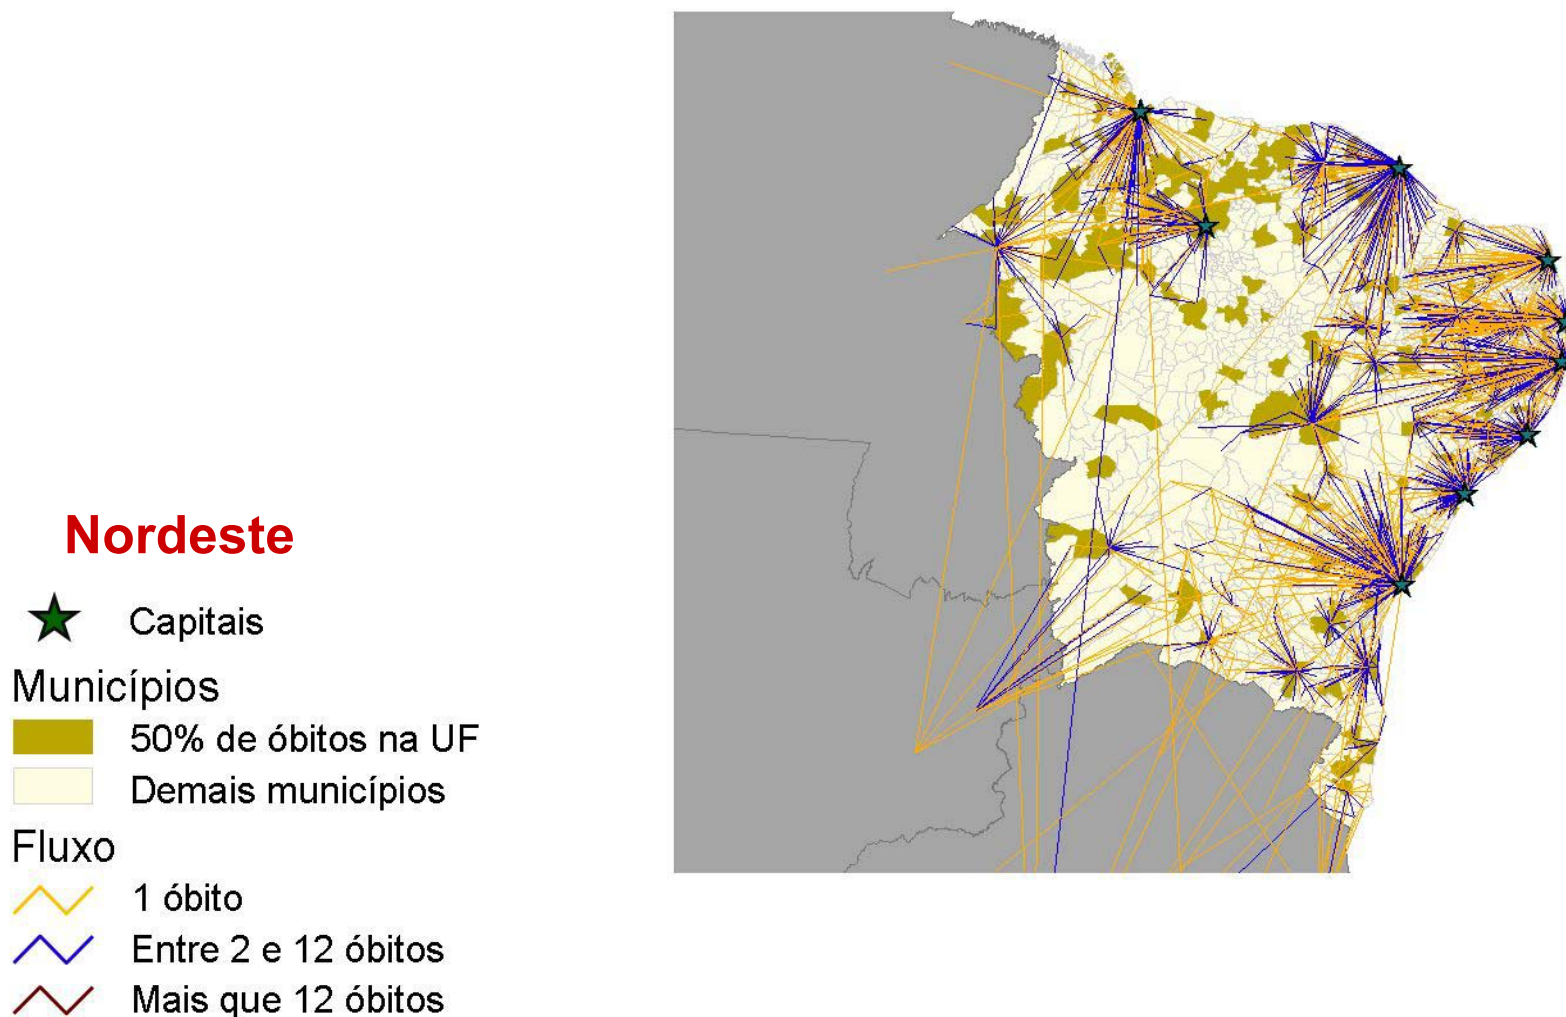 Nordeste
Capitais
Municípios
50% de óbitos na UF
Demais municípios
Fluxo
1 óbito
Entre 2 e 12 óbitos
Mais que 12 óbitos